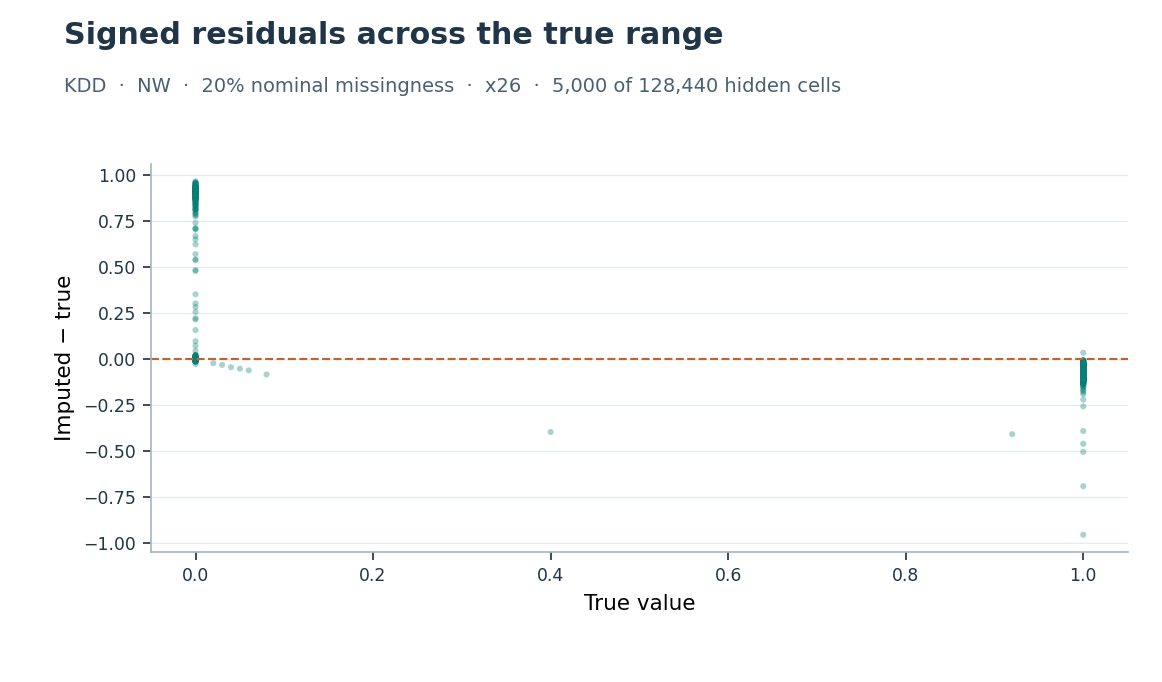 Signed residuals across the true range
KDD · NW · 20% nominal missingness · x26 · 5,000 of 128,440 hidden cells
1.00
0.75
0.50
0.25
0.00
−0.25
−0.50
−0.75
−1.00
Imputed − true
0.0 0.2 0.4 0.6 0.8 1.0
True value